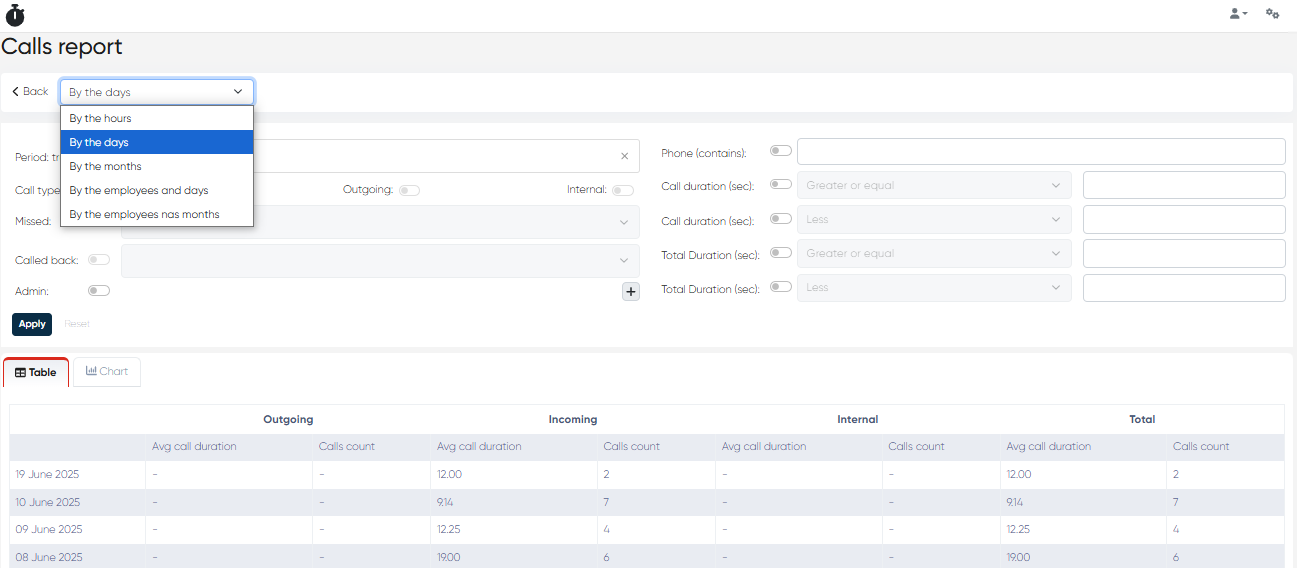 Calls report
Back By the days
By the hours
By the days
By the months
By the employees and days
By the employees nas months
Period: tr
Call type
Outgoing: Internal:
Missed:
Called back:
Admin:
Apply Reset
Phone (contains):
Call duration (sec): Greater or equal
Call duration (sec): Less
Total Duration (sec): Greater or equal
Total Duration (sec): Less
Table Chart
Outgoing Incoming Internal Total
Avg call duration Calls count Avg call duration Calls count Avg call duration Calls count Avg call duration Calls count
19 June 2025 - - 12.00 2 - - 12.00 2
10 June 2025 - - 9.14 7 - - 9.14 7
09 June 2025 - - 12.25 4 - - 12.25 4
08 June 2025 - - 19.00 6 - - 19.00 6